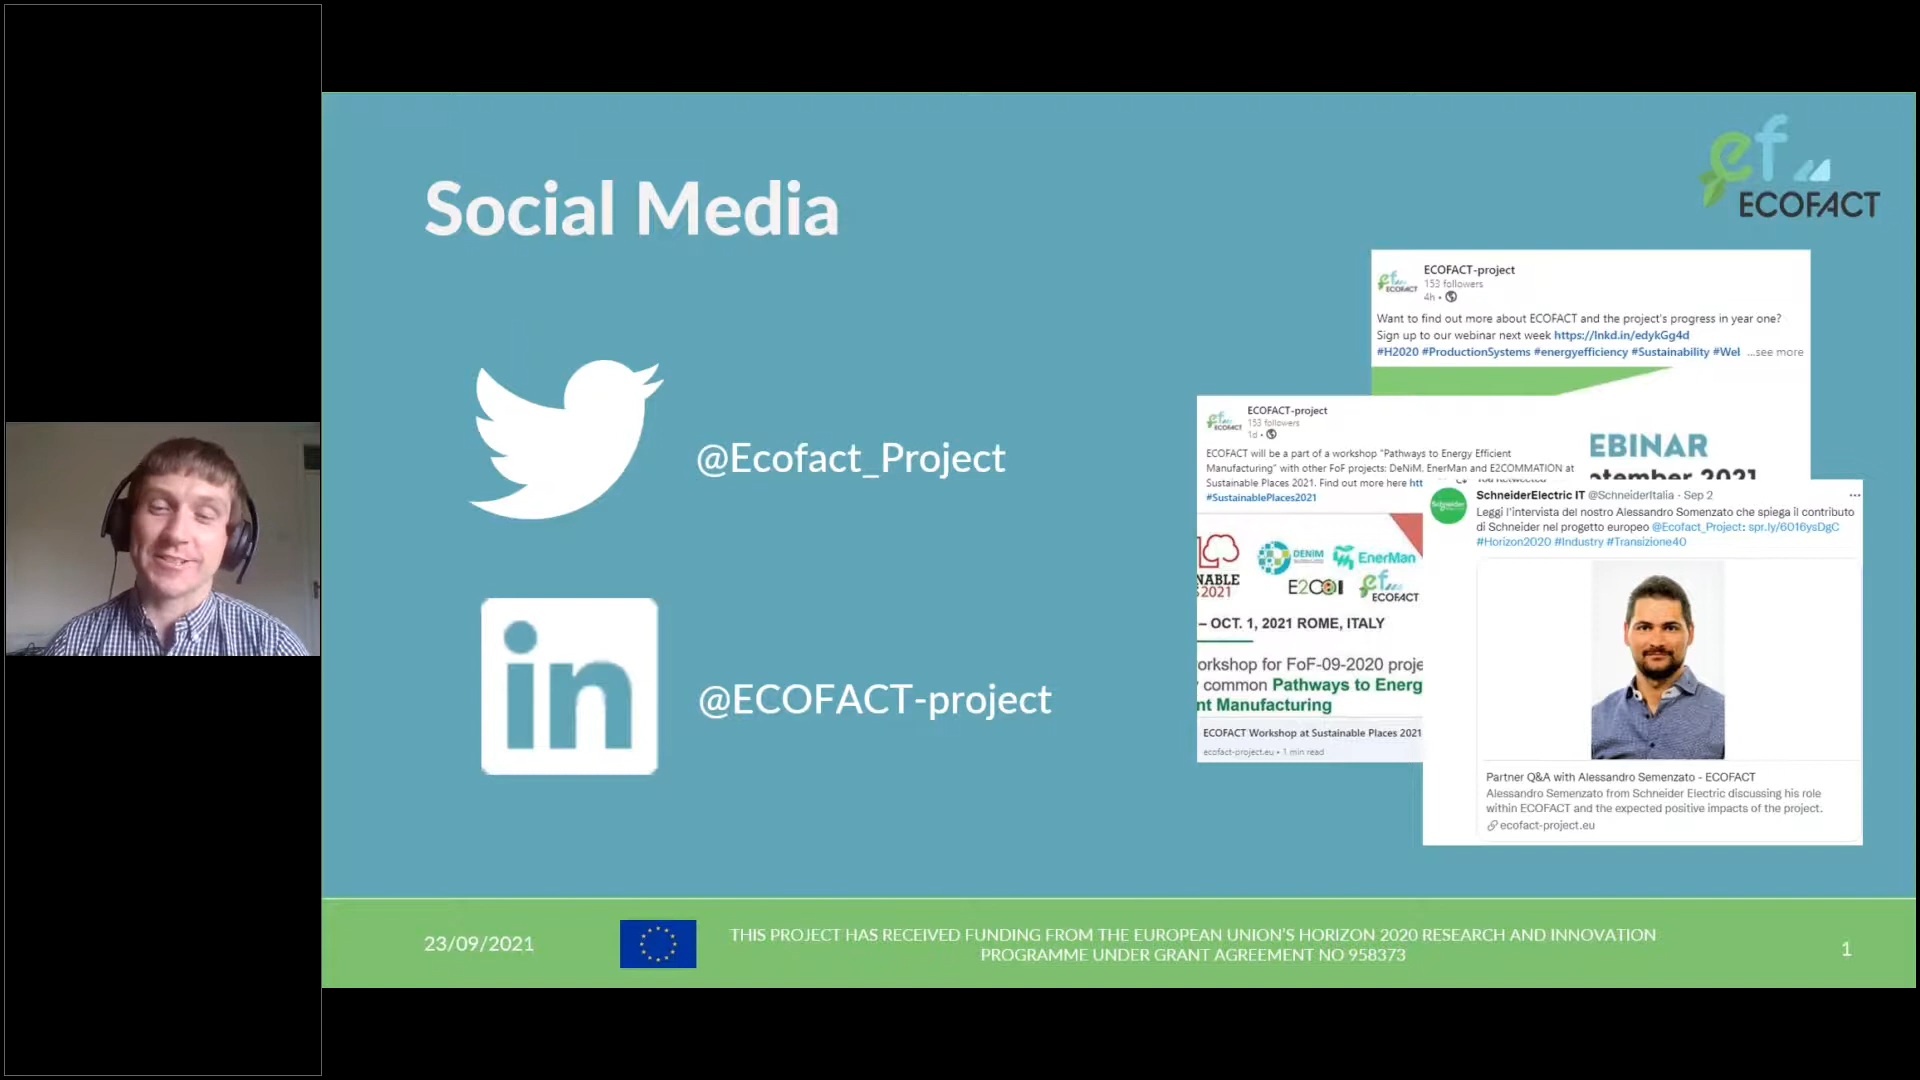 Social Media
ef
ECOFACT
@Ecofact_Project
in
@ECOFACT-project
ECOFACT-project
153 followers
4h •
Want to find out more about ECOFACT and the project's progress in year one?
Sign up to our webinar next week https://lnkd.in/edykGg4d
#H2020 #ProductionSystems #energyefficiency #Sustainability #Wel ...see more
EBINAR
ptember 2021
ECOFACT-project
153 followers
1d •
ECOFACT will be a part of a workshop "Pathways to Energy Efficient
Manufacturing" with other FoF projects: DeNiM, EnerMan and E2COMMATION at
Sustainable Places 2021. Find out more here htt
#SustainablePlaces2021
NABLE
S2021
DENiM
EnerMan
ECOFACT
– OCT. 1, 2021 ROME, ITALY
orkshop for FoF-09-2020 proje
common Pathways to Energ
nt Manufacturing
ECOFACT Workshop at Sustainable Places 2021
ecofact-project.eu • 1 min read
You Retweeted
SchneiderElectric IT @SchneiderItalia · Sep 2 ...
Leggi l'intervista del nostro Alessandro Somenzato che spiega il contributo
di Schneider nel progetto europeo @Ecofact_Project: spr.ly/6016ysDgC
#Horizon2020 #Industry #Transizione40
Partner Q&A with Alessandro Semenzato - ECOFACT
Alessandro Semenzato from Schneider Electric discussing his role
within ECOFACT and the expected positive impacts of the project.
ecofact-project.eu
23/09/2021
THIS PROJECT HAS RECEIVED FUNDING FROM THE EUROPEAN UNION'S HORIZON 2020 RESEARCH AND INNOVATION
PROGRAMME UNDER GRANT AGREEMENT NO 958373
1